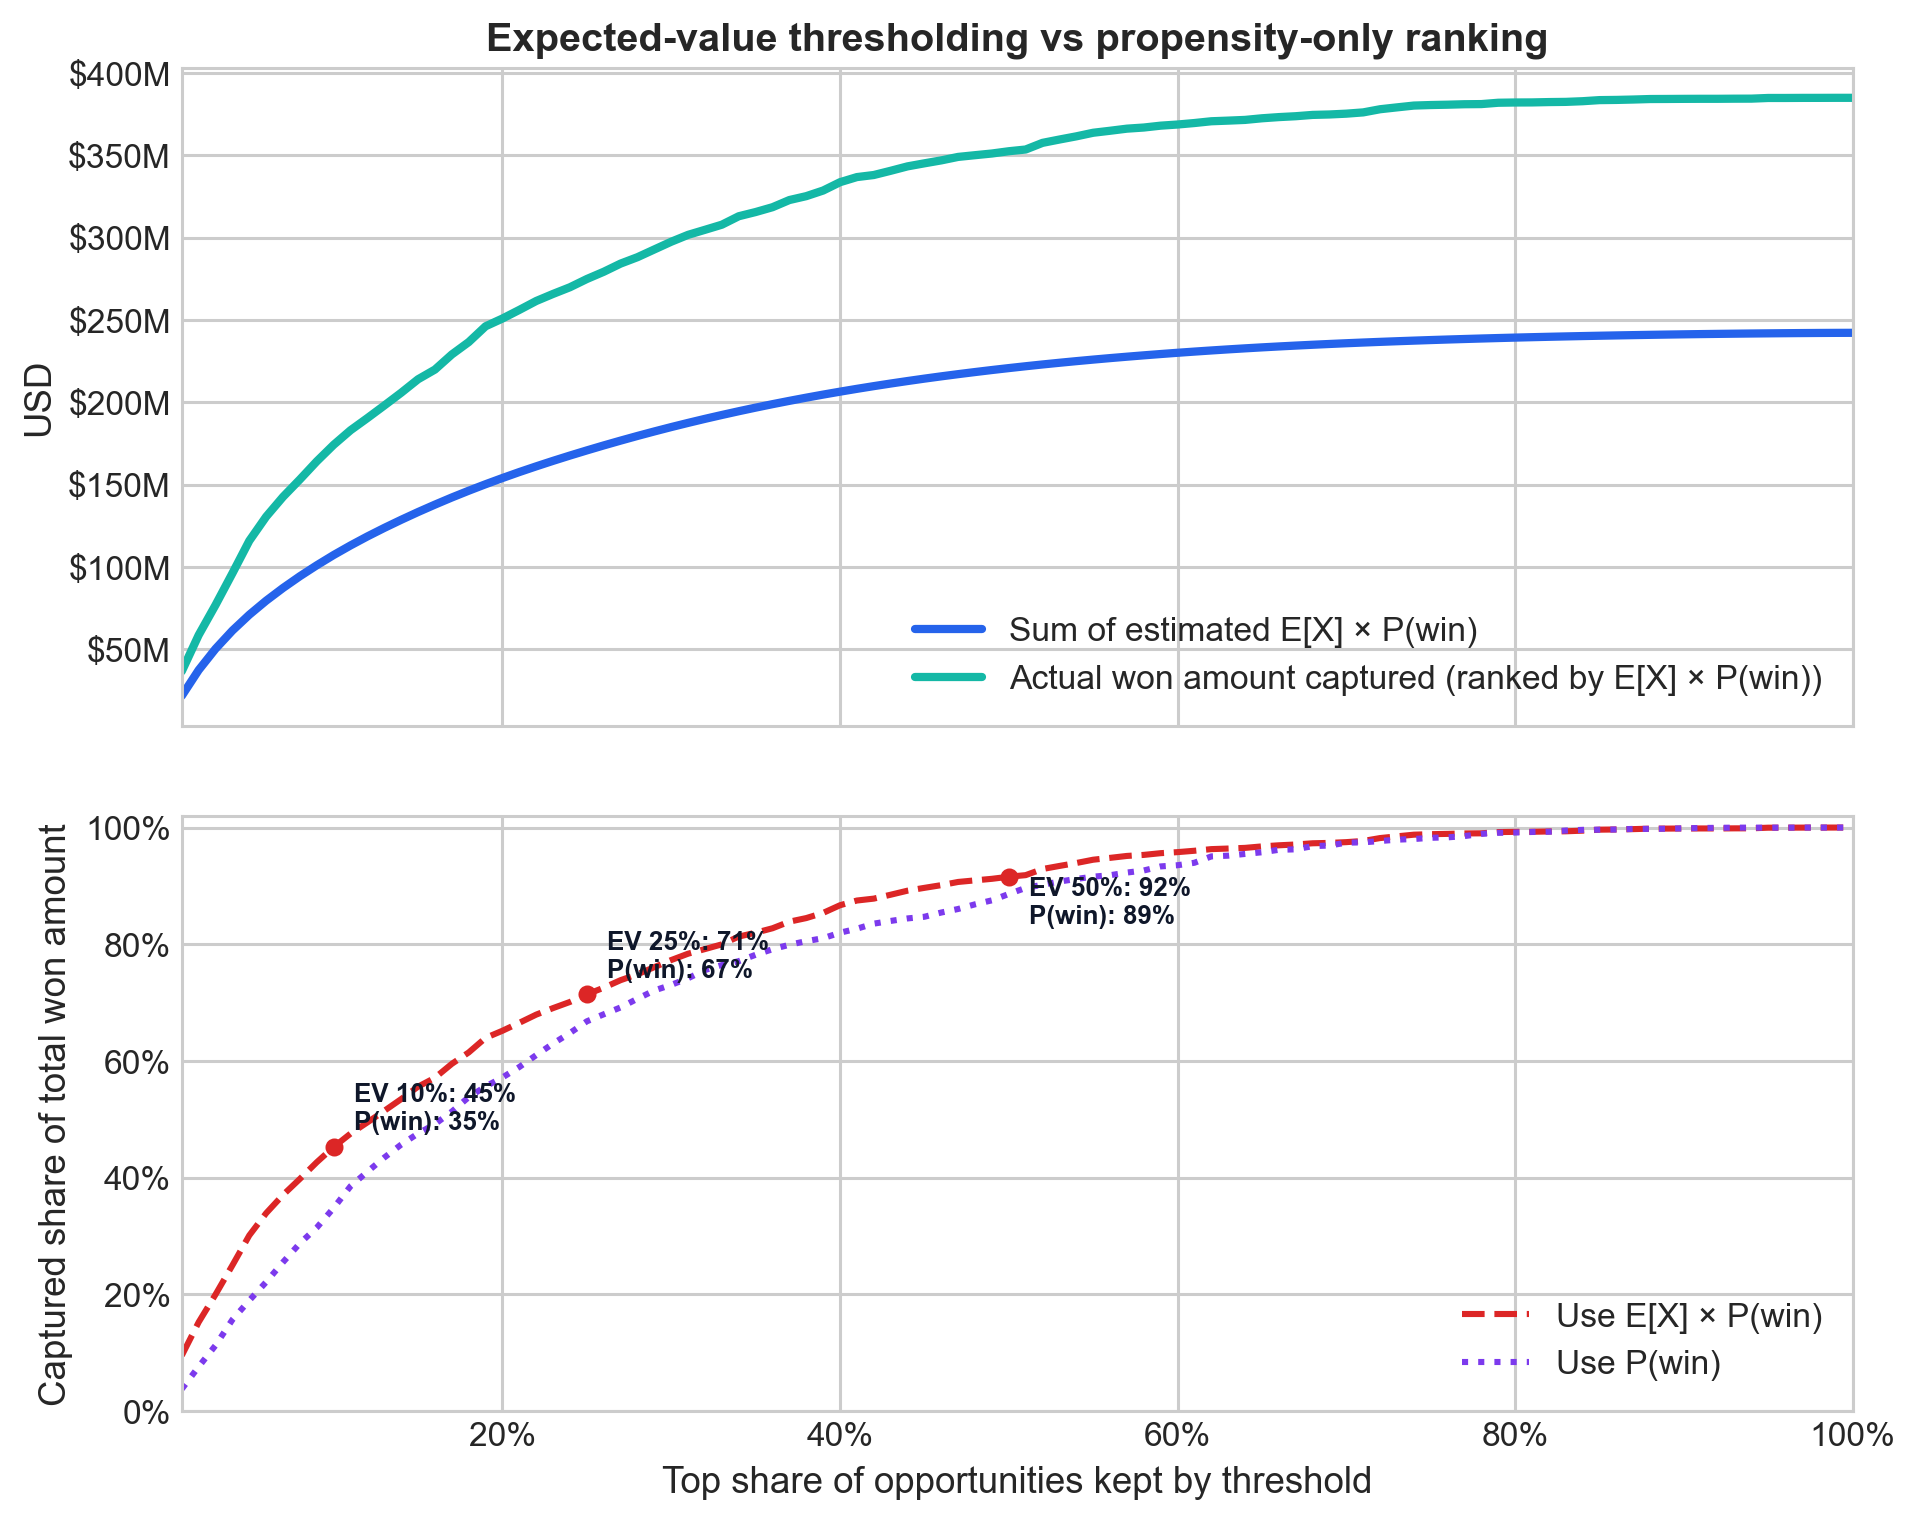 Expected-value thresholding vs propensity-only ranking
$400M
$350M
$300M
$250M
$200M
$150M
$100M
$50M
USD
Sum of estimated E[X] × P(win)
Actual won amount captured (ranked by E[X] × P(win))
100%
80%
60%
40%
20%
0%
Captured share of total won amount
EV 50%: 92%
P(win): 89%
EV 25%: 71%
P(win): 67%
EV 10%: 45%
P(win): 35%
Use E[X] × P(win)
Use P(win)
20%
40%
60%
80%
100%
Top share of opportunities kept by threshold